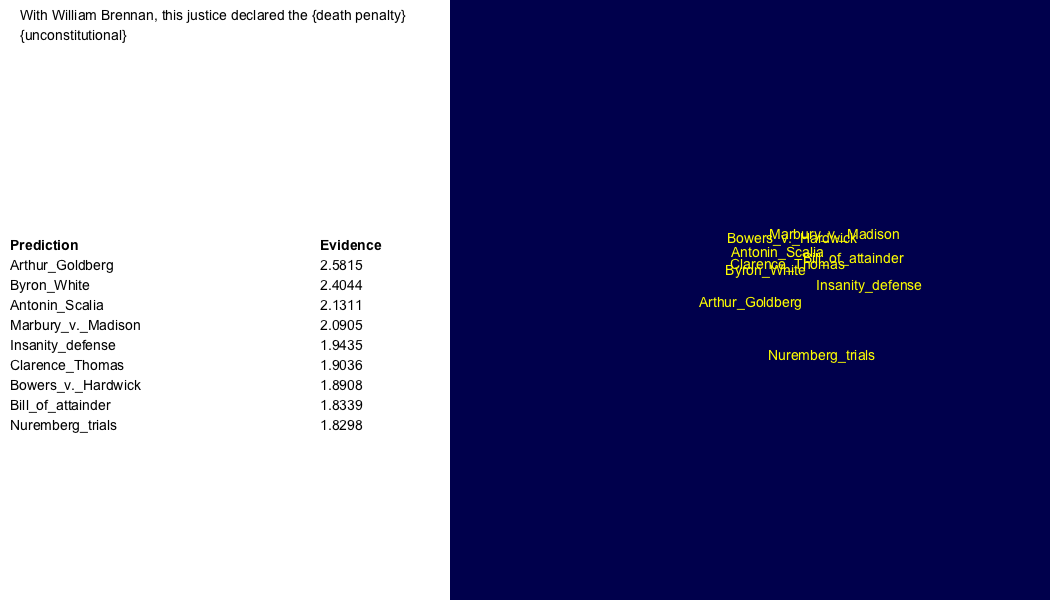 With William Brennan, this justice declared the {death penalty}
{unconstitutional}
Prediction Evidence
Arthur_Goldberg 2.5815
Byron_White 2.4044
Antonin_Scalia 2.1311
Marbury_v._Madison 2.0905
Insanity_defense 1.9435
Clarence_Thomas 1.9036
Bowers_v._Hardwick 1.8908
Bill_of_attainder 1.8339
Nuremberg_trials 1.8298
Marbury_v._Madison
Bowers_v._Hardwick
Antonin_Scalia
Bill_of_attainder
Clarence_Thomas
Byron_White
Insanity_defense
Arthur_Goldberg
Nuremberg_trials